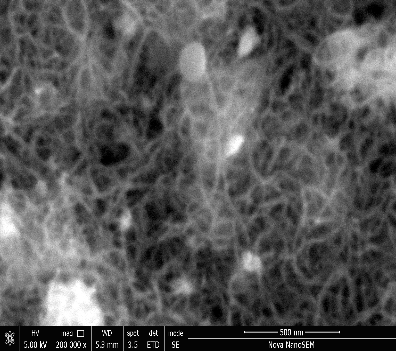 HV mag WD spot det mode 500 nm
5.00 kV 200 000 x 5.3 mm 3.5 ETD SE Nova NanoSEM